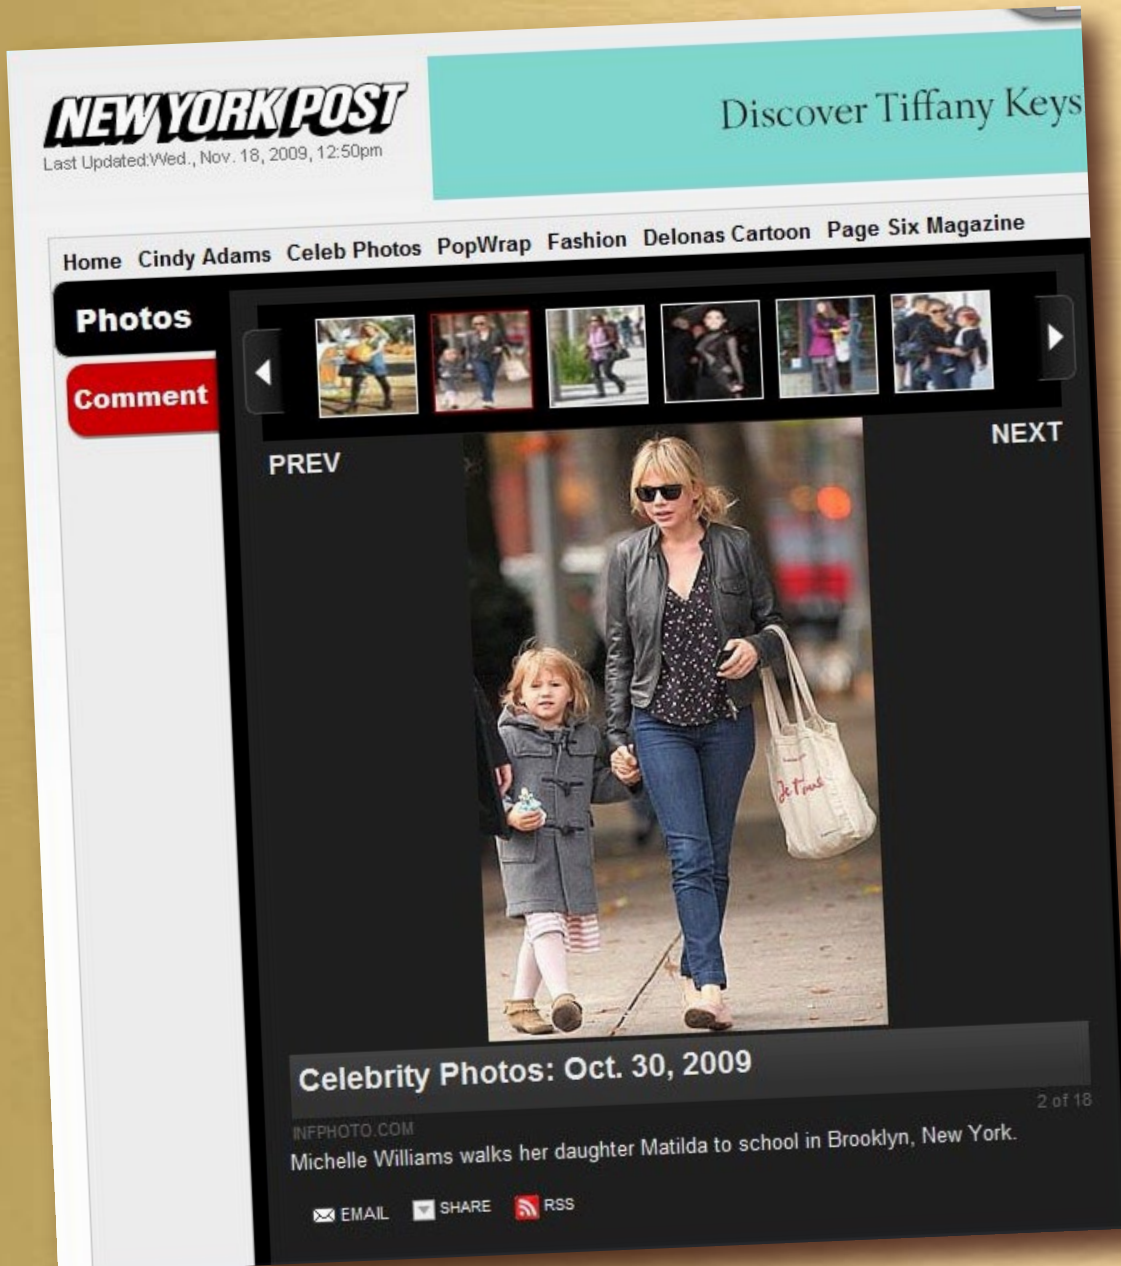 NEW YORK POST
Last Updated:Wed., Nov. 18, 2009, 12:50pm
Discover Tiffany Keys
Home Cindy Adams Celeb Photos PopWrap Fashion Delonas Cartoon Page Six Magazine
Photos
Comment
PREV
NEXT
Je t'aime
Celebrity Photos: Oct. 30, 2009
2 of 18
INFPHOTO.COM
Michelle Williams walks her daughter Matilda to school in Brooklyn, New York.
EMAIL SHARE RSS